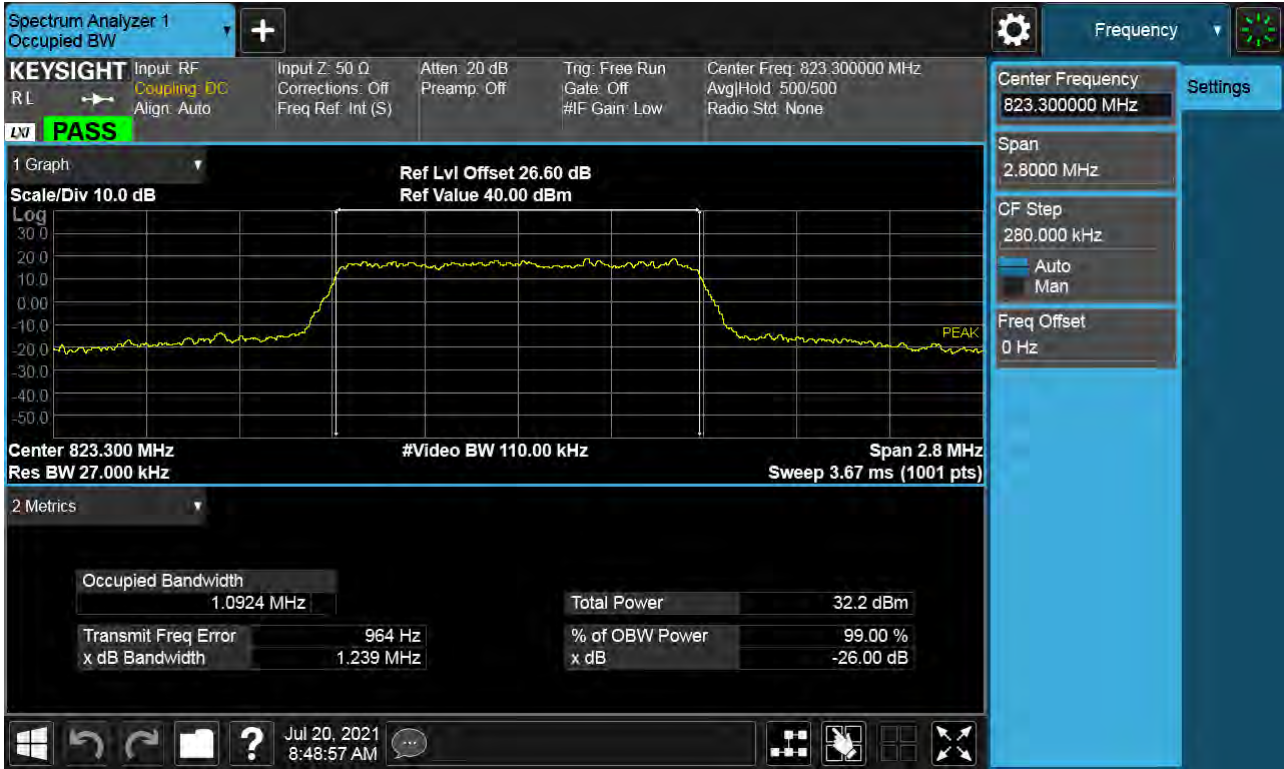 Spectrum Analyzer 1
Occupied BW
Frequency
KEYSIGHT
R L
LXI
PASS
Input: RF
Coupling: DC
Align: Auto
Input Z: 50 Ω
Corrections: Off
Freq Ref: Int (S)
Atten: 20 dB
Preamp: Off
Trig: Free Run
Gate: Off
#IF Gain: Low
Center Freq: 823.300000 MHz
Avg|Hold: 500/500
Radio Std: None
Center Frequency
823.300000 MHz
Settings
Span
2.8000 MHz
CF Step
280.000 kHz
Auto
Man
Freq Offset
0 Hz
1 Graph
Scale/Div 10.0 dB
Ref Lvl Offset 26.60 dB
Ref Value 40.00 dBm
Log
30.0
20.0
10.0
0.00
-10.0
-20.0
-30.0
-40.0
-50.0
PEAK
Center 823.300 MHz
#Video BW 110.00 kHz
Span 2.8 MHz
Res BW 27.000 kHz
Sweep 3.67 ms (1001 pts)
2 Metrics
Occupied Bandwidth
1.0924 MHz
Total Power 32.2 dBm
Transmit Freq Error 964 Hz
% of OBW Power 99.00 %
x dB Bandwidth 1.239 MHz
x dB -26.00 dB
?
Jul 20, 2021
8:48:57 AM